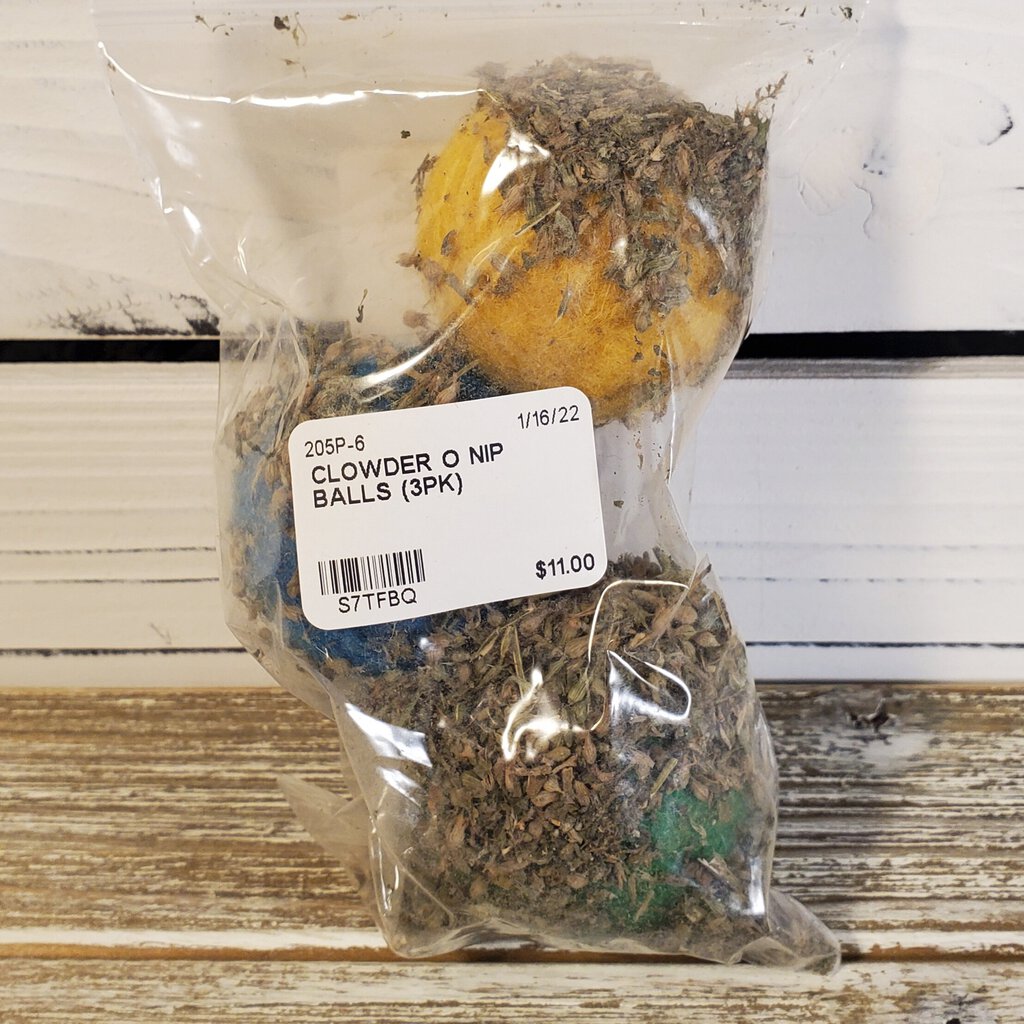 205P-6 1/16/22
CLOWDER O NIP
BALLS (3PK)
$11.00
S7TFBQ